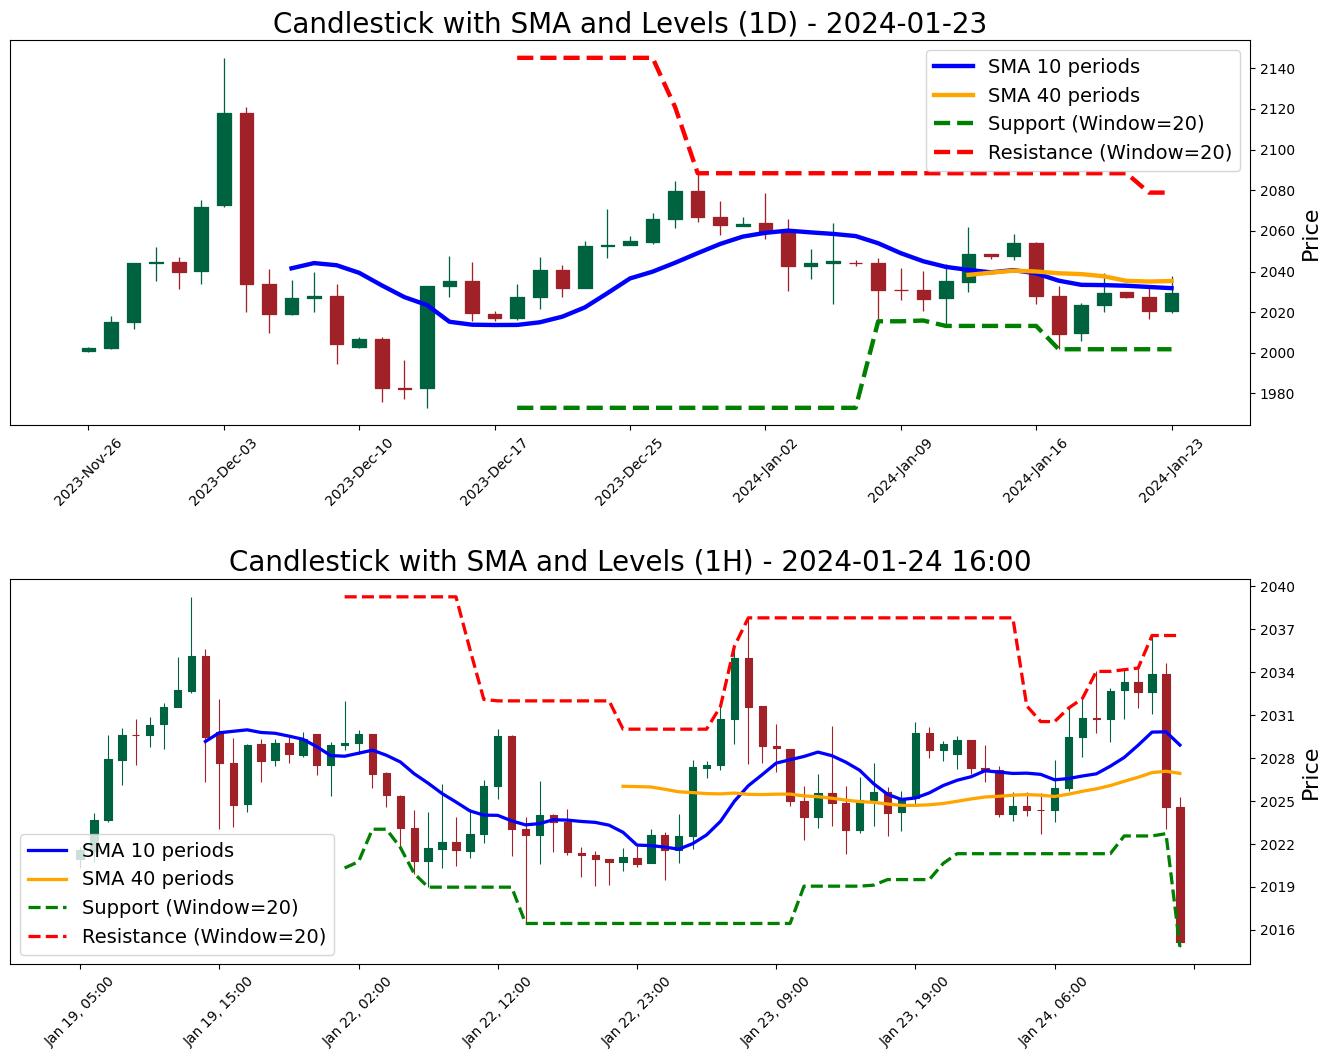 Candlestick with SMA and Levels (1D) - 2024-01-23
SMA 10 periods
SMA 40 periods
Support (Window=20)
Resistance (Window=20)
2140
2120
2100
2080
2060
2040
2020
2000
1980
Price
2023-Nov-26
2023-Dec-03
2023-Dec-10
2023-Dec-17
2023-Dec-25
2024-Jan-02
2024-Jan-09
2024-Jan-16
2024-Jan-23
Candlestick with SMA and Levels (1H) - 2024-01-24 16:00
2040
2037
2034
2031
2028
2025
2022
2019
2016
Price
SMA 10 periods
SMA 40 periods
Support (Window=20)
Resistance (Window=20)
Jan 19, 05:00
Jan 19, 15:00
Jan 22, 02:00
Jan 22, 12:00
Jan 22, 23:00
Jan 23, 09:00
Jan 23, 19:00
Jan 24, 06:00